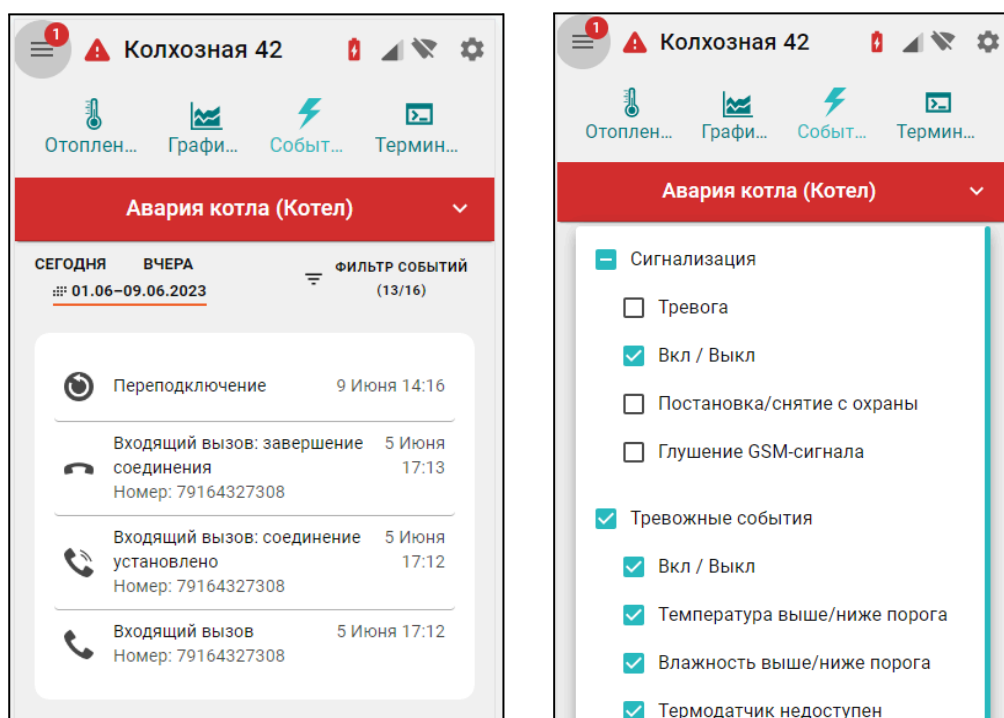 1
Колхозная 42
Отоплен...
Графи...
Событ...
Термин...
Авария котла (Котел)
СЕГОДНЯ
ВЧЕРА
01.06–09.06.2023
ФИЛЬТР СОБЫТИЙ
(13/16)
Переподключение
9 Июня 14:16
Входящий вызов: завершение
соединения
Номер: 79164327308
5 Июня
17:13
Входящий вызов: соединение
установлено
Номер: 79164327308
5 Июня
17:12
Входящий вызов
Номер: 79164327308
5 Июня 17:12
1
Колхозная 42
Отоплен...
Графи...
Событ...
Термин...
Авария котла (Котел)
Сигнализация
Тревога
Вкл / Выкл
Постановка/снятие с охраны
Глушение GSM-сигнала
Тревожные события
Вкл / Выкл
Температура выше/ниже порога
Влажность выше/ниже порога
Термодатчик недоступен